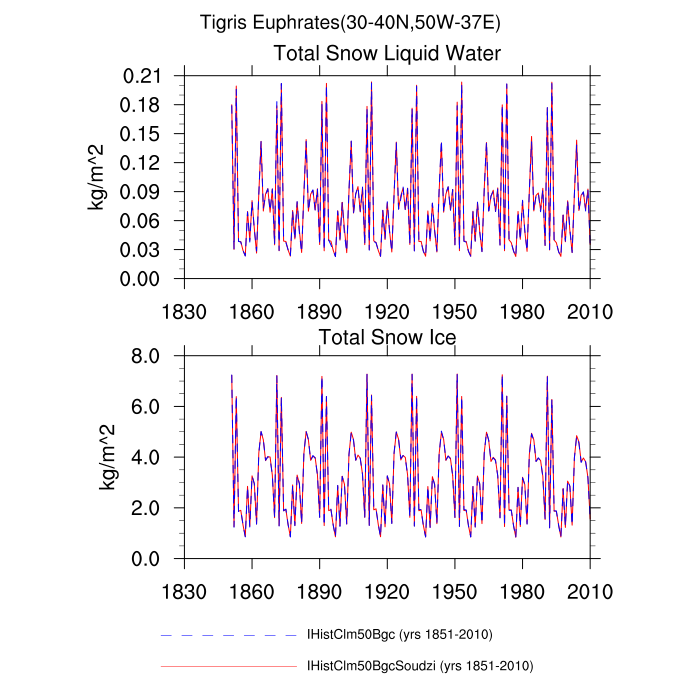 Tigris Euphrates(30-40N,50W-37E)
Total Snow Liquid Water
0.21
0.18
0.15
0.12
0.09
0.06
0.03
0.00
kg/m^2
1830 1860 1890 1920 1950 1980 2010
Total Snow Ice
8.0
6.0
4.0
2.0
0.0
kg/m^2
1830 1860 1890 1920 1950 1980 2010
IHistClm50Bgc (yrs 1851-2010)
IHistClm50BgcSoudzi (yrs 1851-2010)